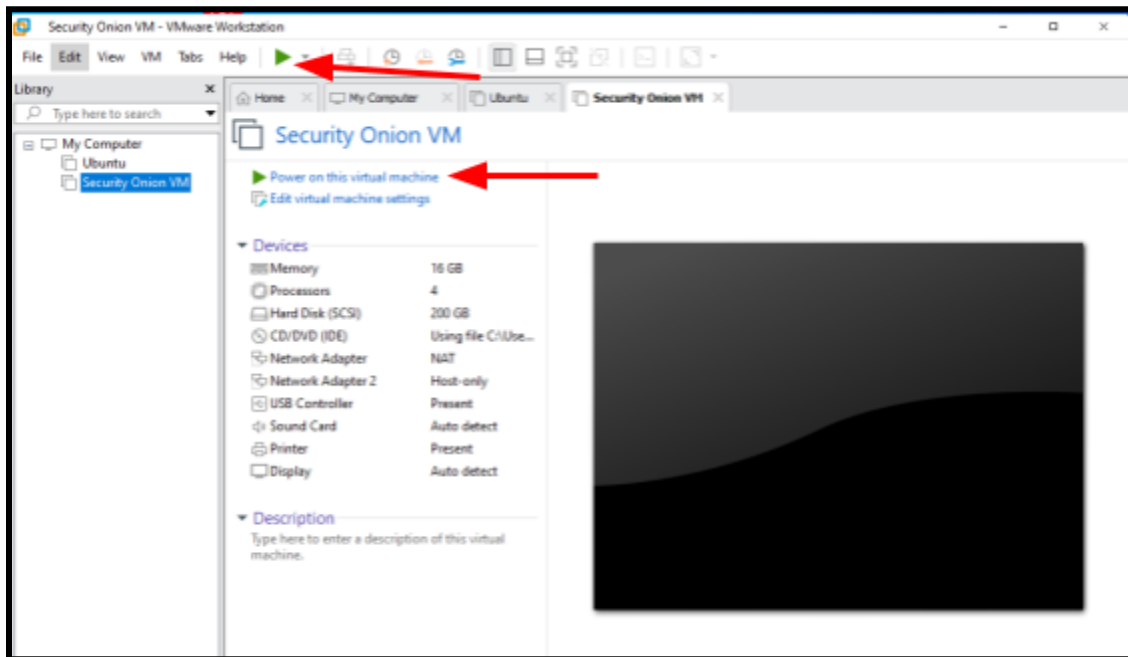 Security Onion VM - VMware Workstation
File Edit View VM Tabs Help
Library
Type here to search
My Computer
Ubuntu
Security Onion VM
Home My Computer Ubuntu Security Onion VM
Security Onion VM
Power on this virtual machine
Edit virtual machine settings
Devices
Memory 16 GB
Processors 4
Hard Disk (SCSI) 200 GB
CD/DVD (IDE) Using file C:\Use...
Network Adapter NAT
Network Adapter 2 Host-only
USB Controller Present
Sound Card Auto detect
Printer Present
Display Auto detect
Description
Type here to enter a description of this virtual
machine.